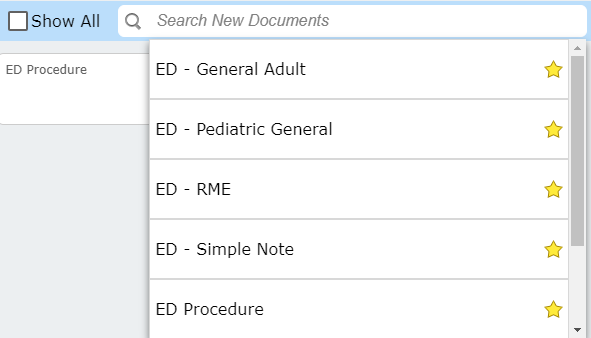 Show All
Search New Documents
ED Procedure
ED - General Adult
ED - Pediatric General
ED - RME
ED - Simple Note
ED Procedure